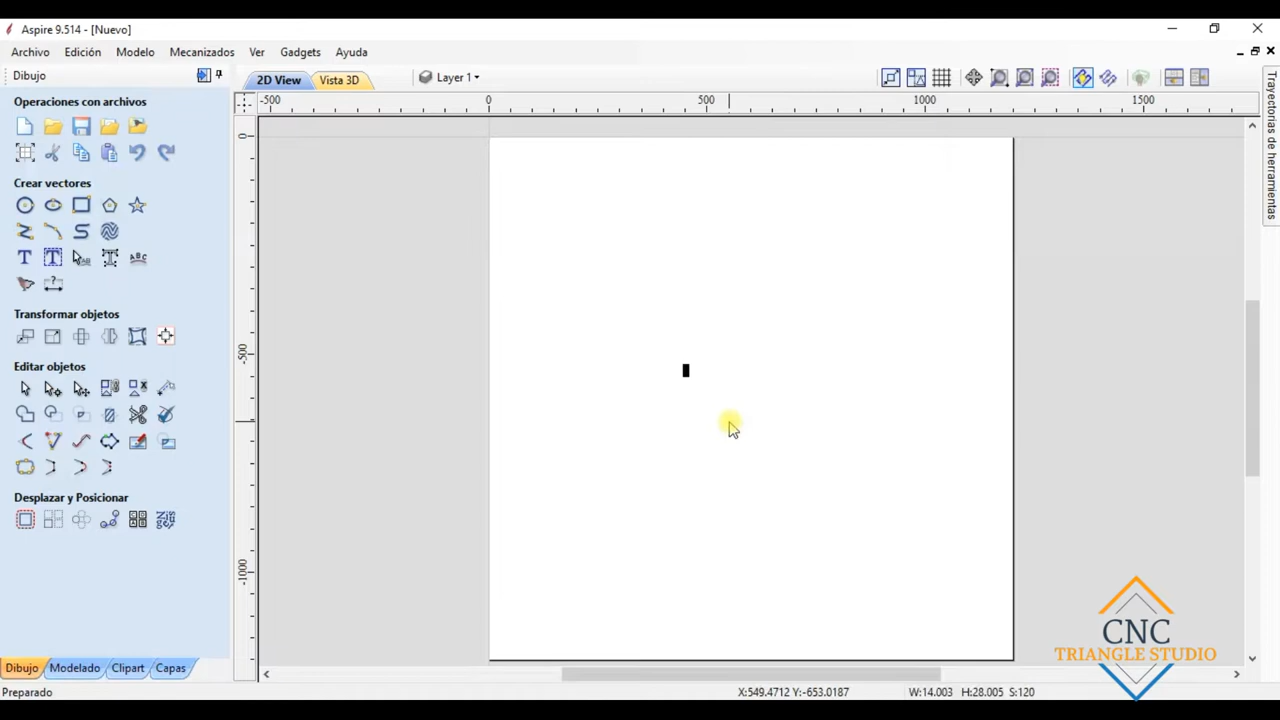 Aspire 9.514 - [Nuevo]
Archivo Edición Modelo Mecanizados Ver Gadgets Ayuda
Dibujo
2D View Vista 3D Layer 1
Operaciones con archivos
-500 0 500 1000 1500
0
-500
-1000
Crear vectores
Transformar objetos
Editar objetos
Desplazar y Posicionar
Trayectorias de herramientas
CNC
TRIANGLE STUDIO
Dibujo Modelado Clipart Capas
Preparado X:549.4712 Y:-653.0187 W:14.003 H:28.005 S:120